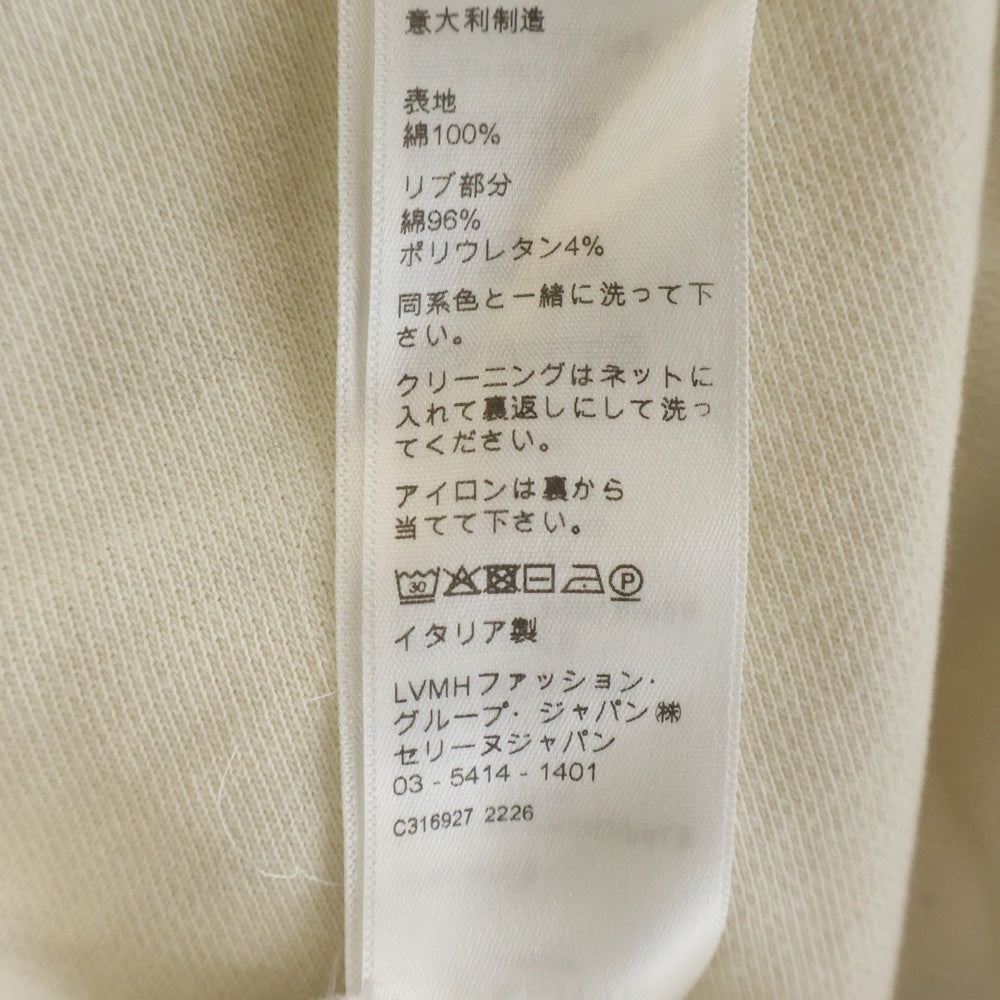 意大利制造
表地
綿100%
リブ部分
綿96%
ポリウレタン4%
同系色と一緒に洗って下
さい。
クリーニングはネットに
入れて裏返しにして洗っ
てください。
アイロンは裏から
当てて下さい。
30 P
イタリア製
LVMHファッション·
グループ· ジャパン㈱
セリーヌジャパン
03 - 5414 - 1401
C316927 2226